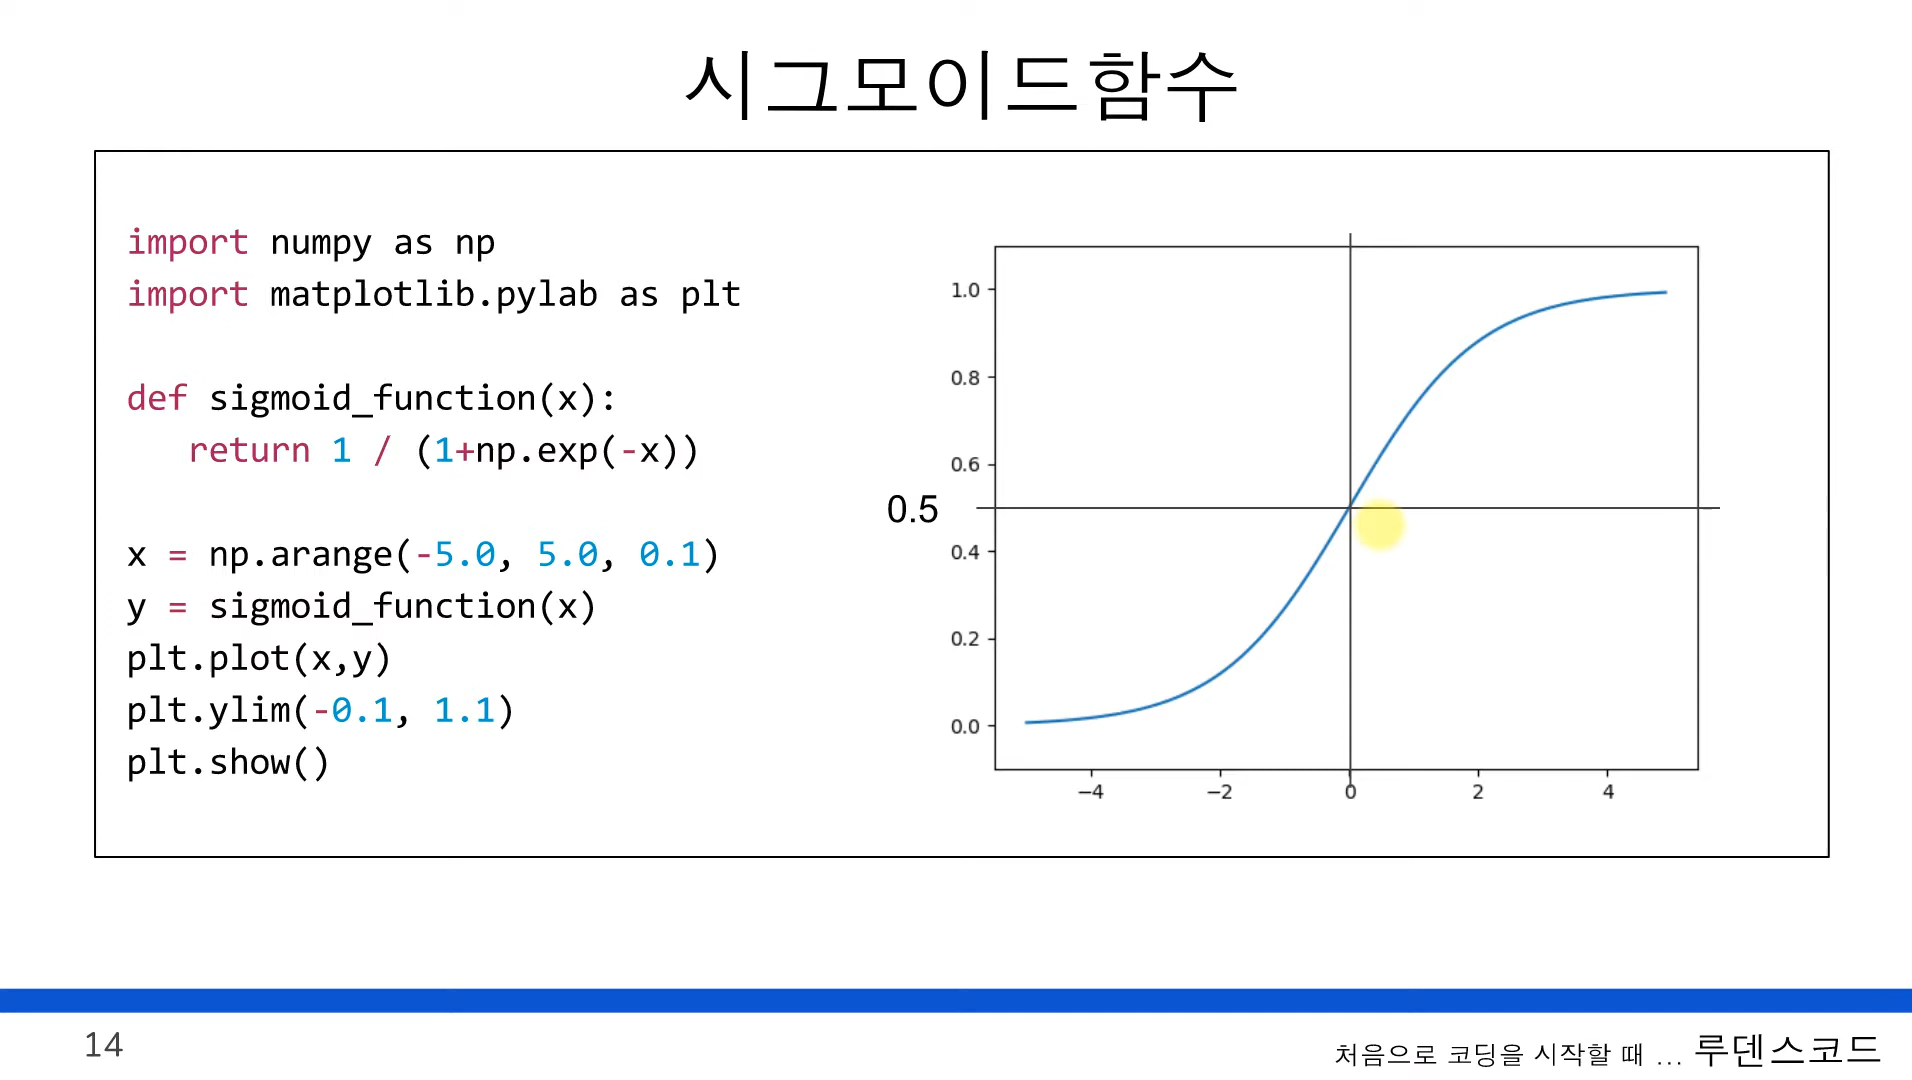 시그모이드함수
import numpy as np
import matplotlib.pylab as plt
def sigmoid_function(x):
return 1 / (1+np.exp(-x))
x = np.arange(-5.0, 5.0, 0.1)
y = sigmoid_function(x)
plt.plot(x,y)
plt.ylim(-0.1, 1.1)
plt.show()
1.0
0.8
0.6
0.5
0.4
0.2
0.0
−4 −2 0 2 4
14
처음으로 코딩을 시작할 때 ... 루덴스코드